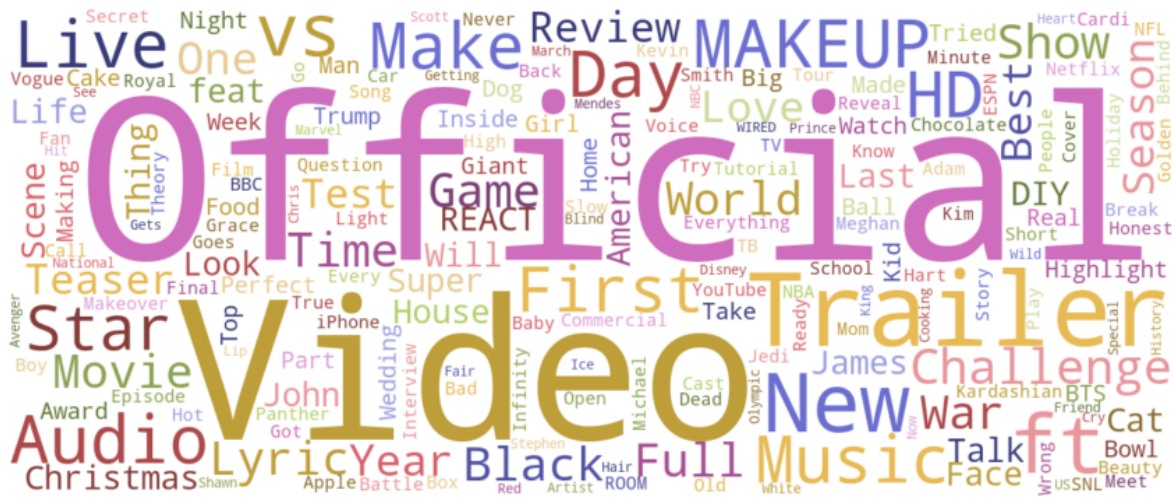 Official
Video
Trailer
Live
Secret
Night
vs
Make
Scott
Never
Review
MAKEUP
Tried
Show
Heart
Cardi
NFL
Vogue
Cake
Royal
See
One
Go
Man
Car
Getting
Song
March
Back
Kevin
Day
Smith
Big
Tour
Minute
HD
ESPN
Best
Netflix
Season
Behind
Golden
Life
feat
Dog
Mendes
NBC
Love
Made
Reveal
Chocolate
People
Cover
Holiday
Fan
Hit
Week
Trump
Marvel
Inside
Girl
Voice
WIRED
Prince
Watch
TV
Scene
Making
Thing
Theory
Gets
Film
BBC
Question
High
Giant
Home
American
Try
Tutorial
Know
Adam
Last
Food
Grace
Goes
Chris
Test
Light
Game
REACT
Slow
Blind
World
Everything
Ball
Meghan
Kim
DIY
Real
Short
Break
Honest
Call
National
Look
Time
Will
TB
Kid
Wild
Highlight
Teaser
Final
Perfect
Every
Super
First
Disney
YouTube
NBA
School
Hart
Story
Play
Avenger
Star
Makeover
Top
True
iPhone
House
Baby
Commercial
Take
Ready
Mom
King
Cooking
Special
History
Boy
Movie
Episode
Lip
Part
Wedding
Interview
Fair
Bad
Infinity
Ice
Open
Michael
Cast
Dead
Olympic
Jedi
James
Challenge
Kardashian
BTS
Friend
Cry
Cat
Award
Hot
Panther
John
Got
New
Now
War
ft
Audio
Lyric
Year
Stephen
Black
Hair
ROOM
Full
Music
Talk
Face
Wrong
Bowl
Beauty
Christmas
Shawn
Apple
Battle
Box
Red
Artist
Old
White
US
SNL
Meet